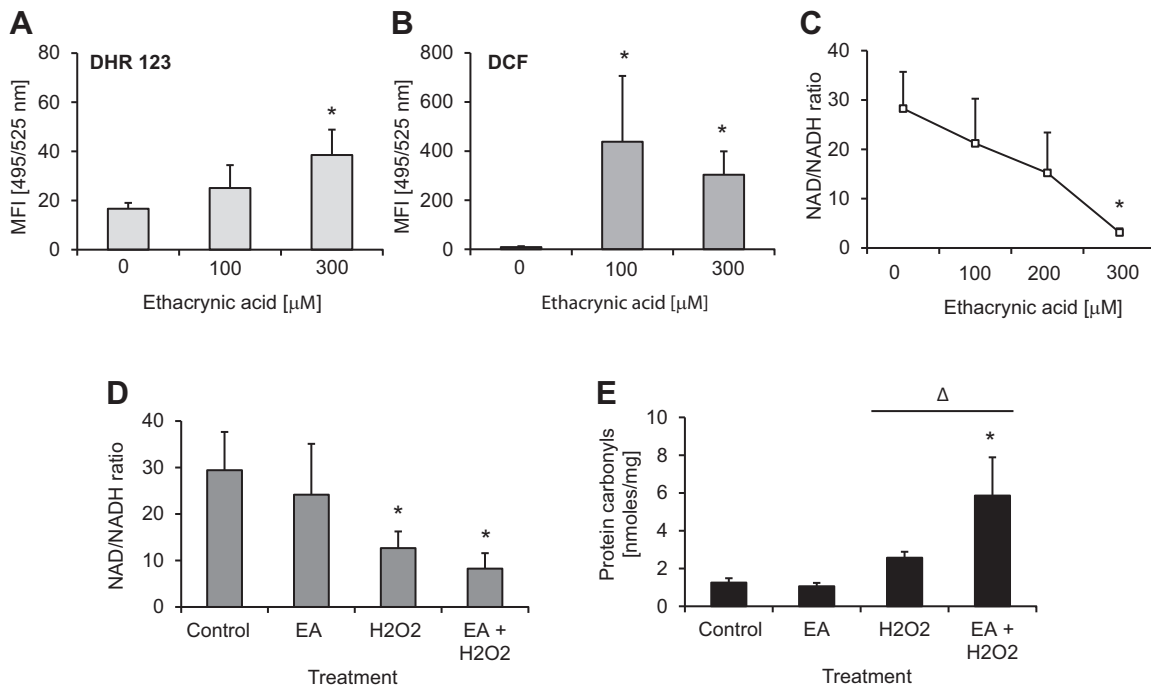 A
DHR 123
MFI [495/525 nm]
80
60
40
20
0
*
0 100 300
Ethacrynic acid [µM]
B
DCF
MFI [495/525 nm]
800
600
400
200
0
*
*
0 100 300
Ethacrynic acid [µM]
C
NAD/NADH ratio
40
30
20
10
0
*
0 100 200 300
Ethacrynic acid [µM]
D
NAD/NADH ratio
40
30
20
10
0
*
*
Control EA H2O2 EA +
H2O2
Treatment
E
Protein carbonyls
[nmoles/mg]
10
8
6
4
2
0
Δ
*
Control EA H2O2 EA +
H2O2
Treatment